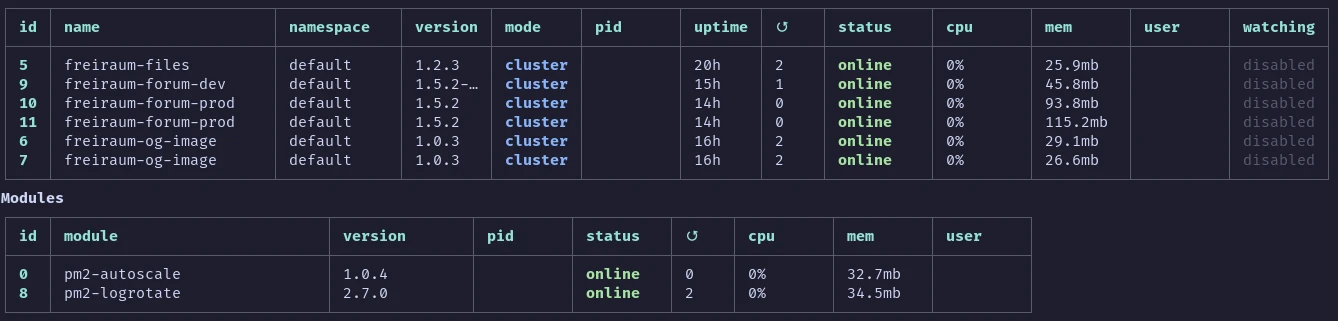 id name namespace version mode pid uptime ↺ status cpu mem user watching
5 freiraum-files default 1.2.3 cluster 20h 2 online 0% 25.9mb disabled
9 freiraum-forum-dev default 1.5.2-… cluster 15h 1 online 0% 45.8mb disabled
10 freiraum-forum-prod default 1.5.2 cluster 14h 0 online 0% 93.8mb disabled
11 freiraum-forum-prod default 1.5.2 cluster 14h 0 online 0% 115.2mb disabled
6 freiraum-og-image default 1.0.3 cluster 16h 2 online 0% 29.1mb disabled
7 freiraum-og-image default 1.0.3 cluster 16h 2 online 0% 26.6mb disabled
Modules
id module version pid status ↺ cpu mem user
0 pm2-autoscale 1.0.4 online 0 0% 32.7mb
8 pm2-logrotate 2.7.0 online 2 0% 34.5mb